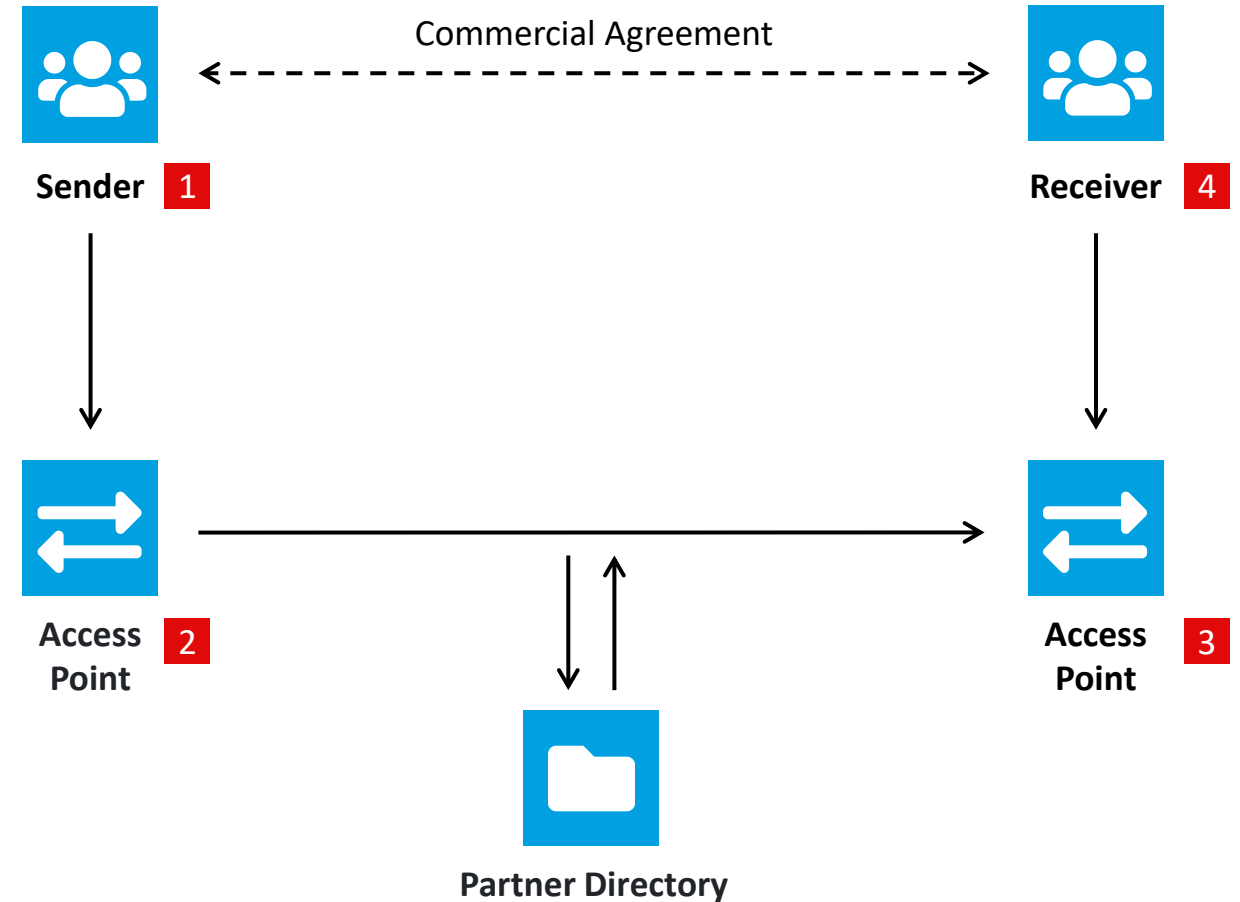 Commercial Agreement
Sender 1
Receiver 4
Access
Point
2
Access
Point
3
Partner Directory